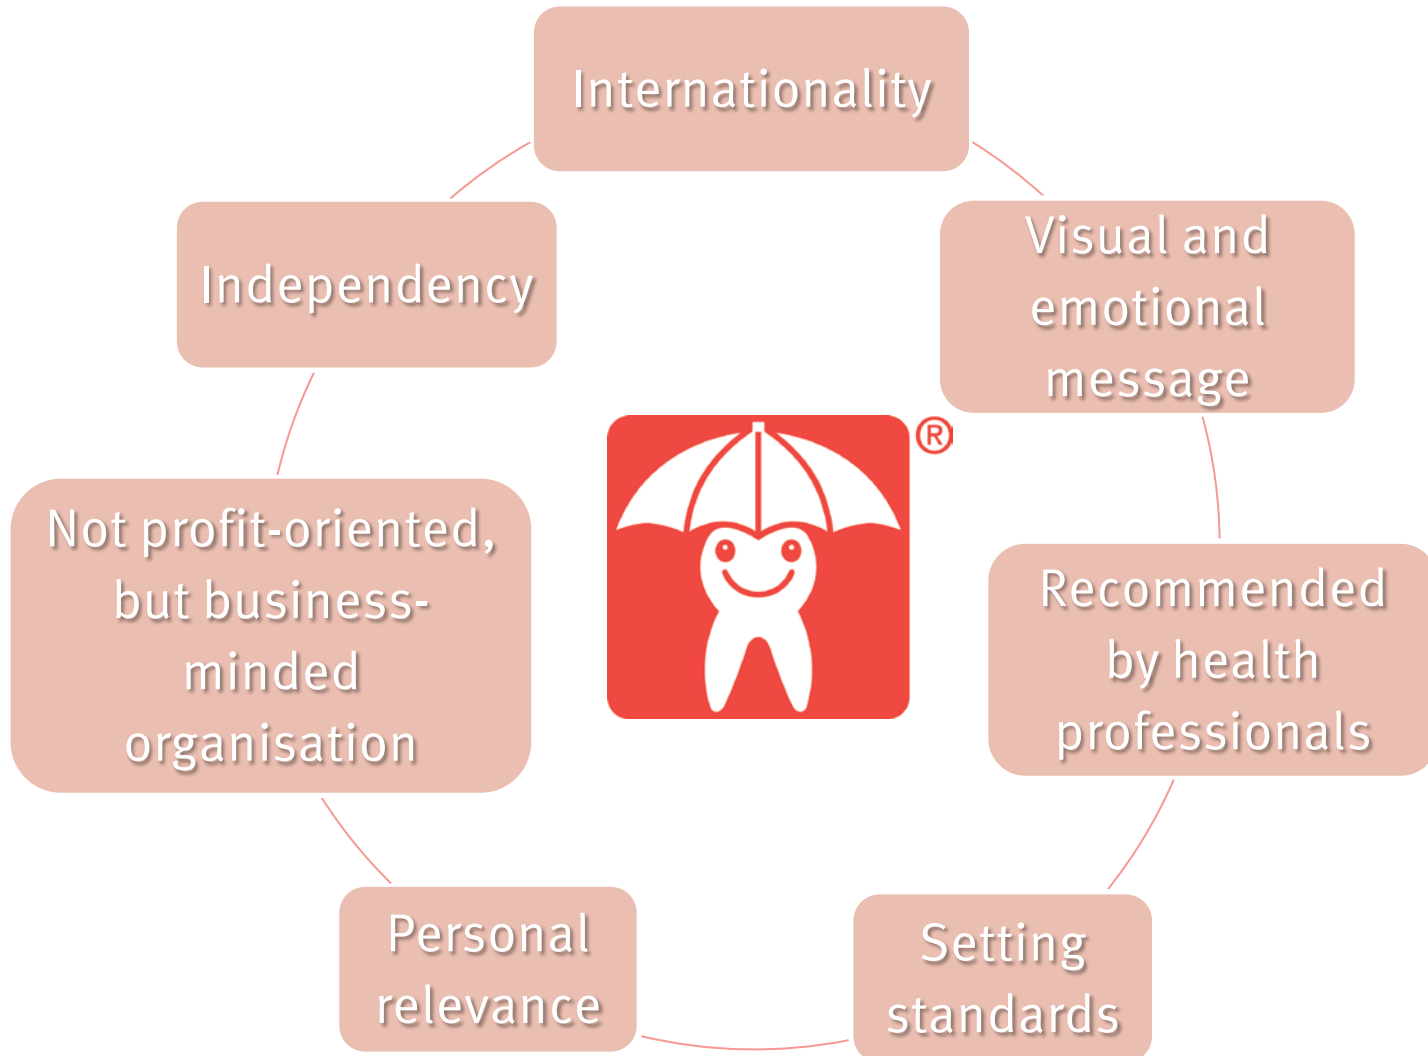 Internationality
Visual and
emotional
message
Recommended
by health
professionals
Setting
standards
Personal
relevance
Not profit-oriented,
but business-
minded
organisation
Independency
®